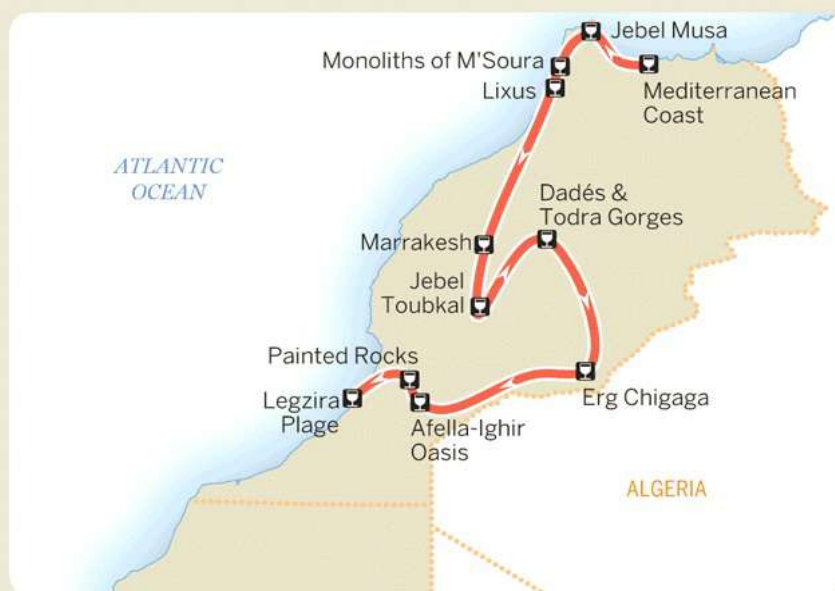 Jebel Musa
Monoliths of M'Soura
Lixus
Mediterranean
Coast
ATLANTIC
OCEAN
Dadés &
Todra Gorges
Marrakesh
Jebel
Toubkal
Painted Rocks
Legzira
Plage
Erg Chigaga
Afella-Ighir
Oasis
ALGERIA